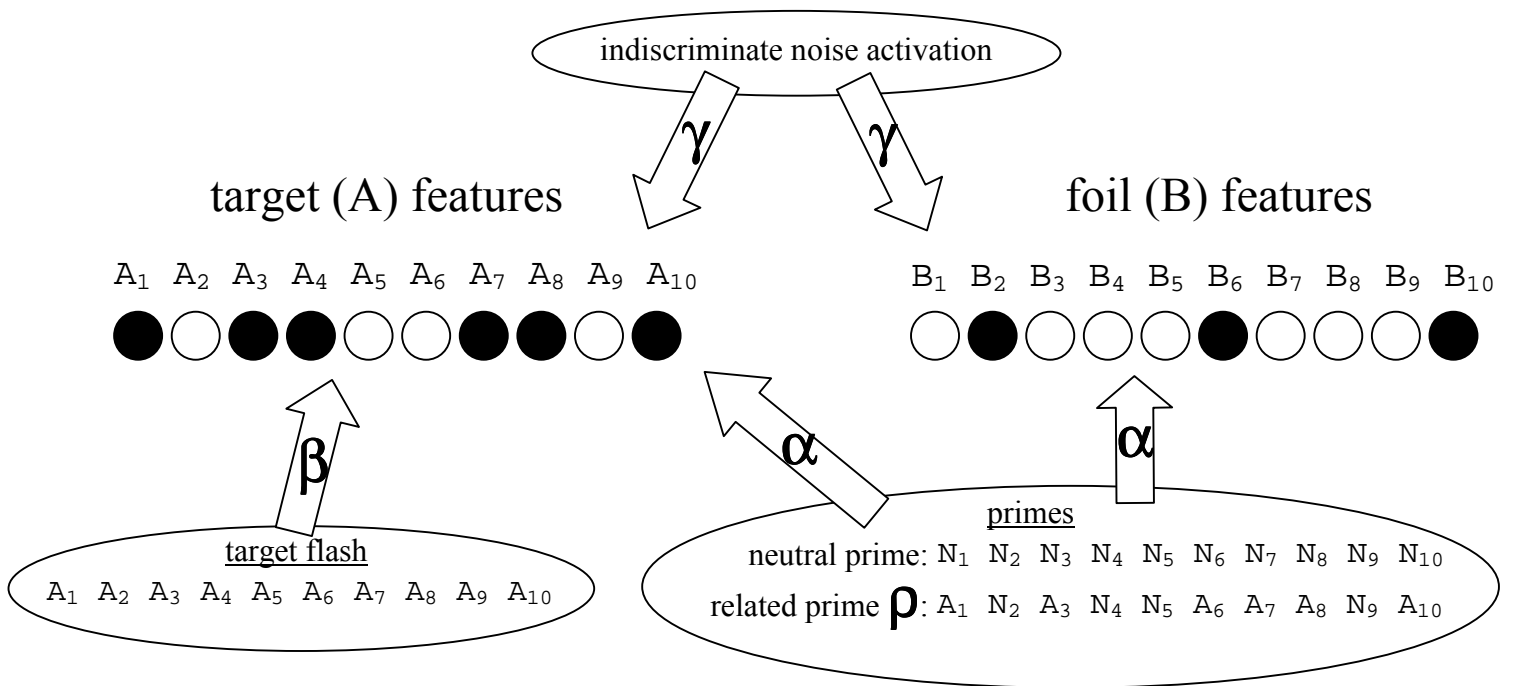 indiscriminate noise activation
γ γ
target (A) features foil (B) features
A₁ A₂ A₃ A₄ A₅ A₆ A₇ A₈ A₉ A₁₀ B₁ B₂ B₃ B₄ B₅ B₆ B₇ B₈ B₉ B₁₀
β α α
target flash
A₁ A₂ A₃ A₄ A₅ A₆ A₇ A₈ A₉ A₁₀
primes
neutral prime: N₁ N₂ N₃ N₄ N₅ N₆ N₇ N₈ N₉ N₁₀
related prime ρ: A₁ N₂ A₃ N₄ N₅ A₆ A₇ A₈ N₉ A₁₀